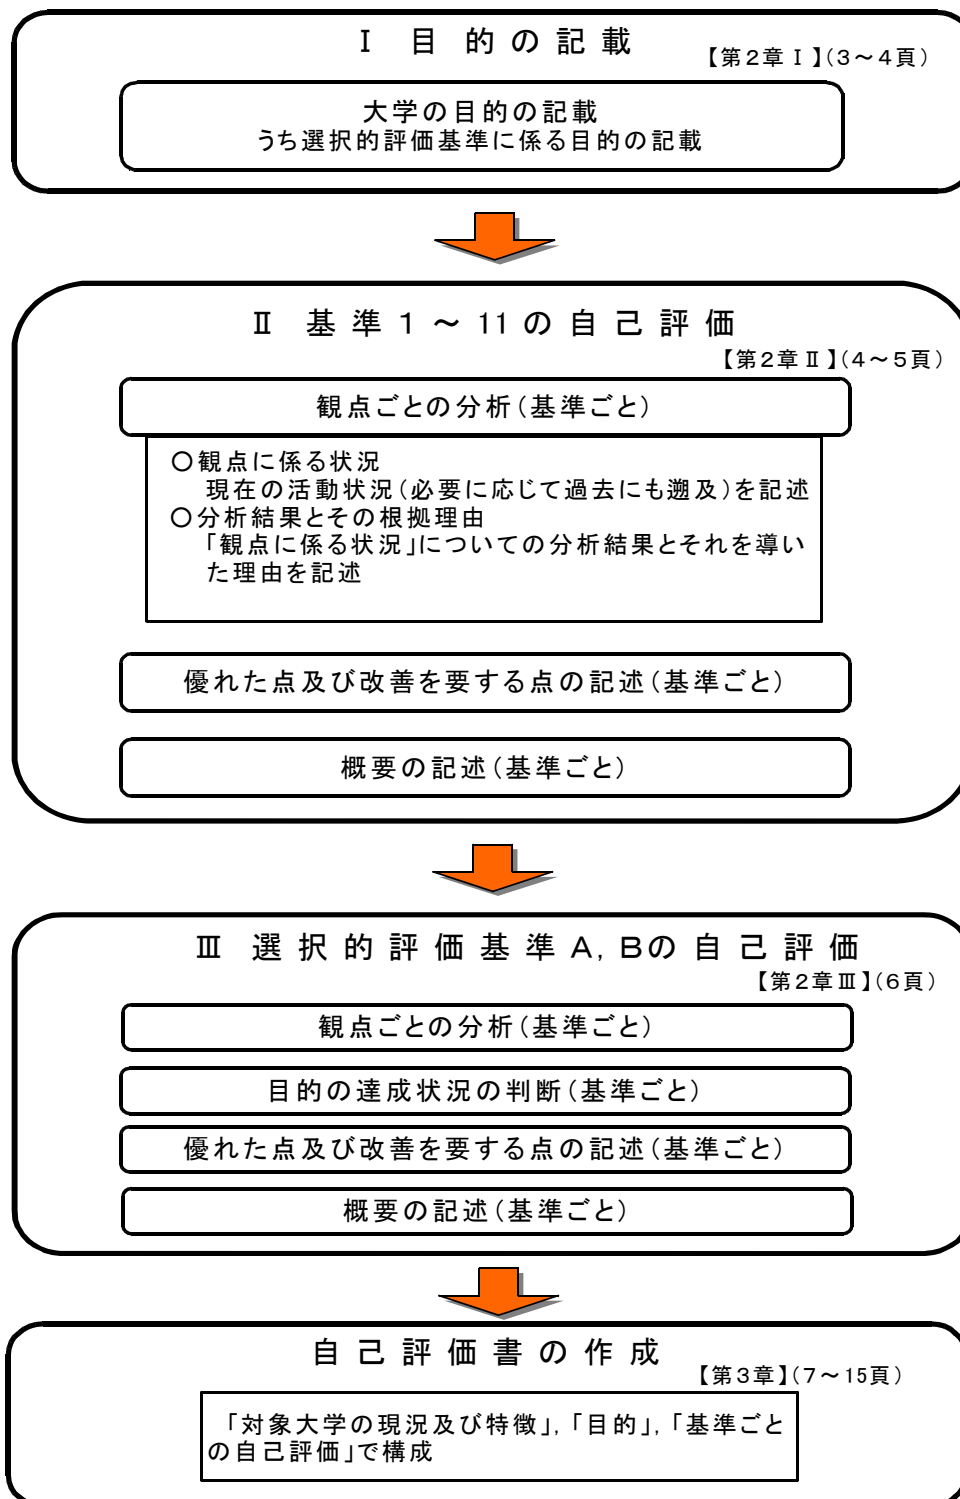 Ⅰ 目的の記載
【第２章Ⅰ】(３～４頁)
大学の目的の記載
うち選択的評価基準に係る目的の記載
Ⅱ 基準１～11の自己評価
【第２章Ⅱ】(４～５頁)
観点ごとの分析(基準ごと)
○観点に係る状況
現在の活動状況(必要に応じて過去にも遡及)を記述
○分析結果とその根拠理由
「観点に係る状況」についての分析結果とそれを導い
た理由を記述
優れた点及び改善を要する点の記述(基準ごと)
概要の記述(基準ごと)
Ⅲ 選択的評価基準Ａ,Ｂの自己評価
【第２章Ⅲ】(６頁)
観点ごとの分析(基準ごと)
目的の達成状況の判断(基準ごと)
優れた点及び改善を要する点の記述(基準ごと)
概要の記述(基準ごと)
自己評価書の作成
【第３章】(７～15頁)
「対象大学の現況及び特徴」,「目的」,「基準ごと
の自己評価」で構成